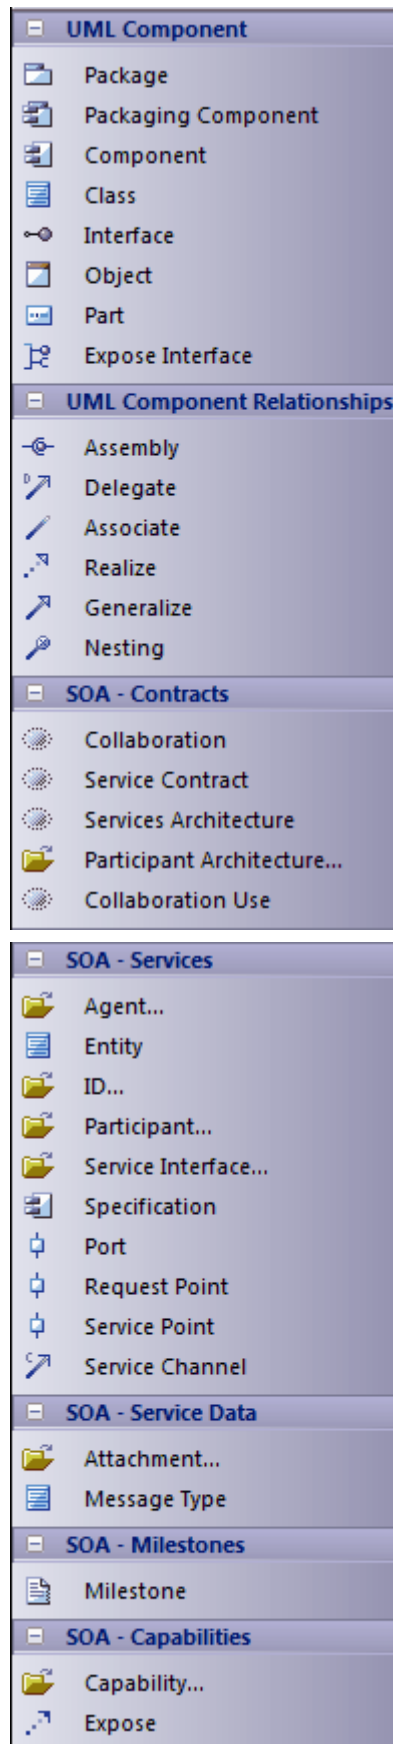 UML Component
Package
Packaging Component
Component
Class
Interface
Object
Part
Expose Interface
UML Component Relationships
Assembly
Delegate
Associate
Realize
Generalize
Nesting
SOA - Contracts
Collaboration
Service Contract
Services Architecture
Participant Architecture...
Collaboration Use
SOA - Services
Agent...
Entity
ID...
Participant...
Service Interface...
Specification
Port
Request Point
Service Point
Service Channel
SOA - Service Data
Attachment...
Message Type
SOA - Milestones
Milestone
SOA - Capabilities
Capability...
Expose